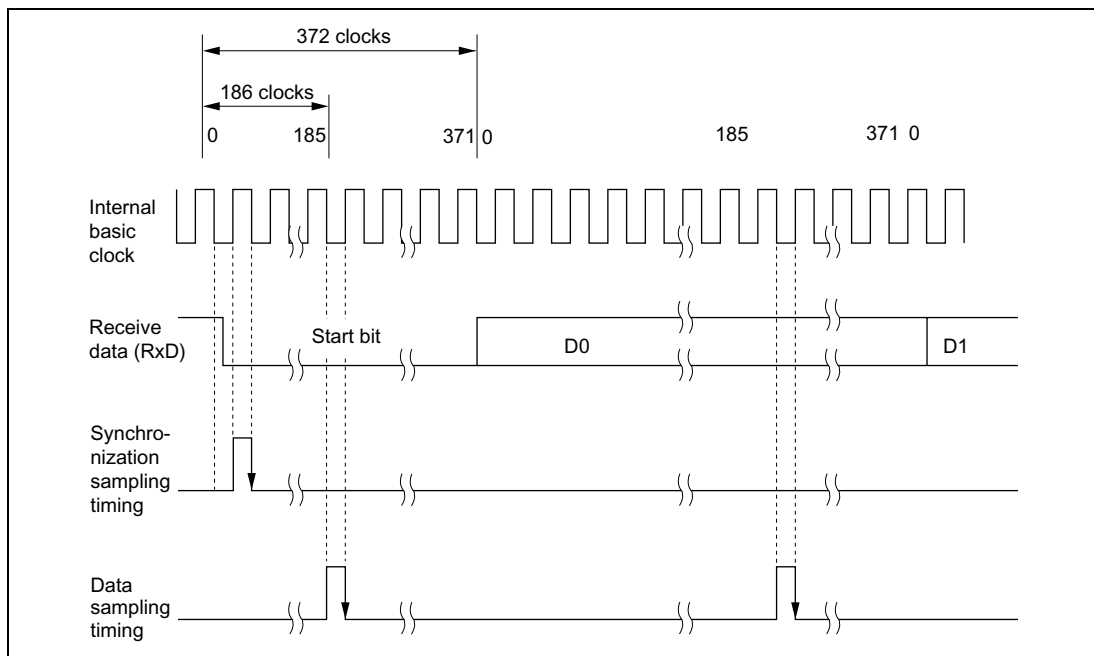 372 clocks
186 clocks
0 185 371 0 185 371 0
Internal
basic
clock
Receive
data (RxD)
Start bit
D0
D1
Synchro-
nization
sampling
timing
Data
sampling
timing